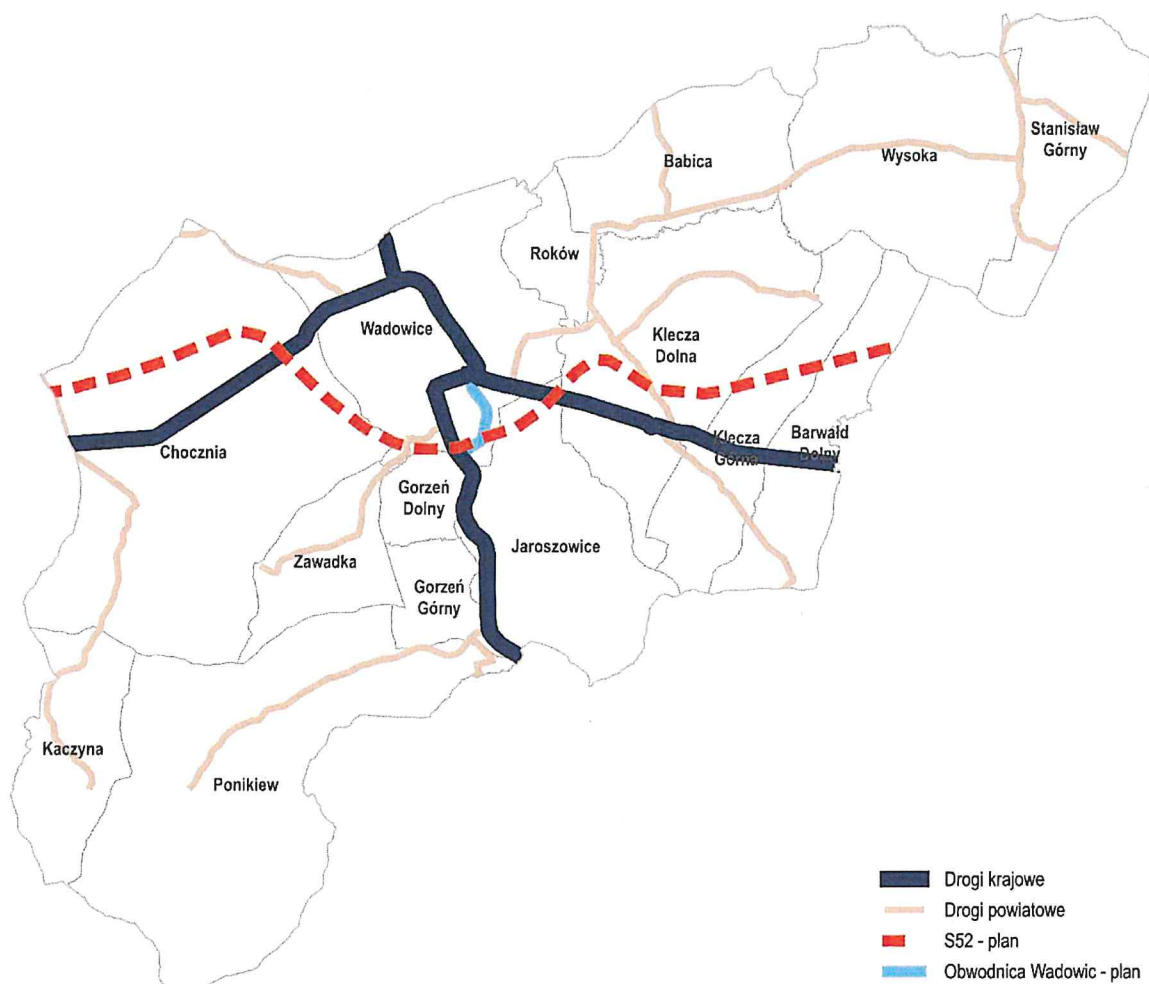 Stanisław
Górny
Wysoka
Babica
Roków
Wadowice
Klecza
Dolna
Chocznia
Klecza
Górna
Barwałd
Dolny
Gorzeń
Dolny
Jaroszowice
Zawadka
Gorzeń
Górny
Kaczyna
Ponikiew
Drogi krajowe
Drogi powiatowe
S52 - plan
Obwodnica Wadowic - plan